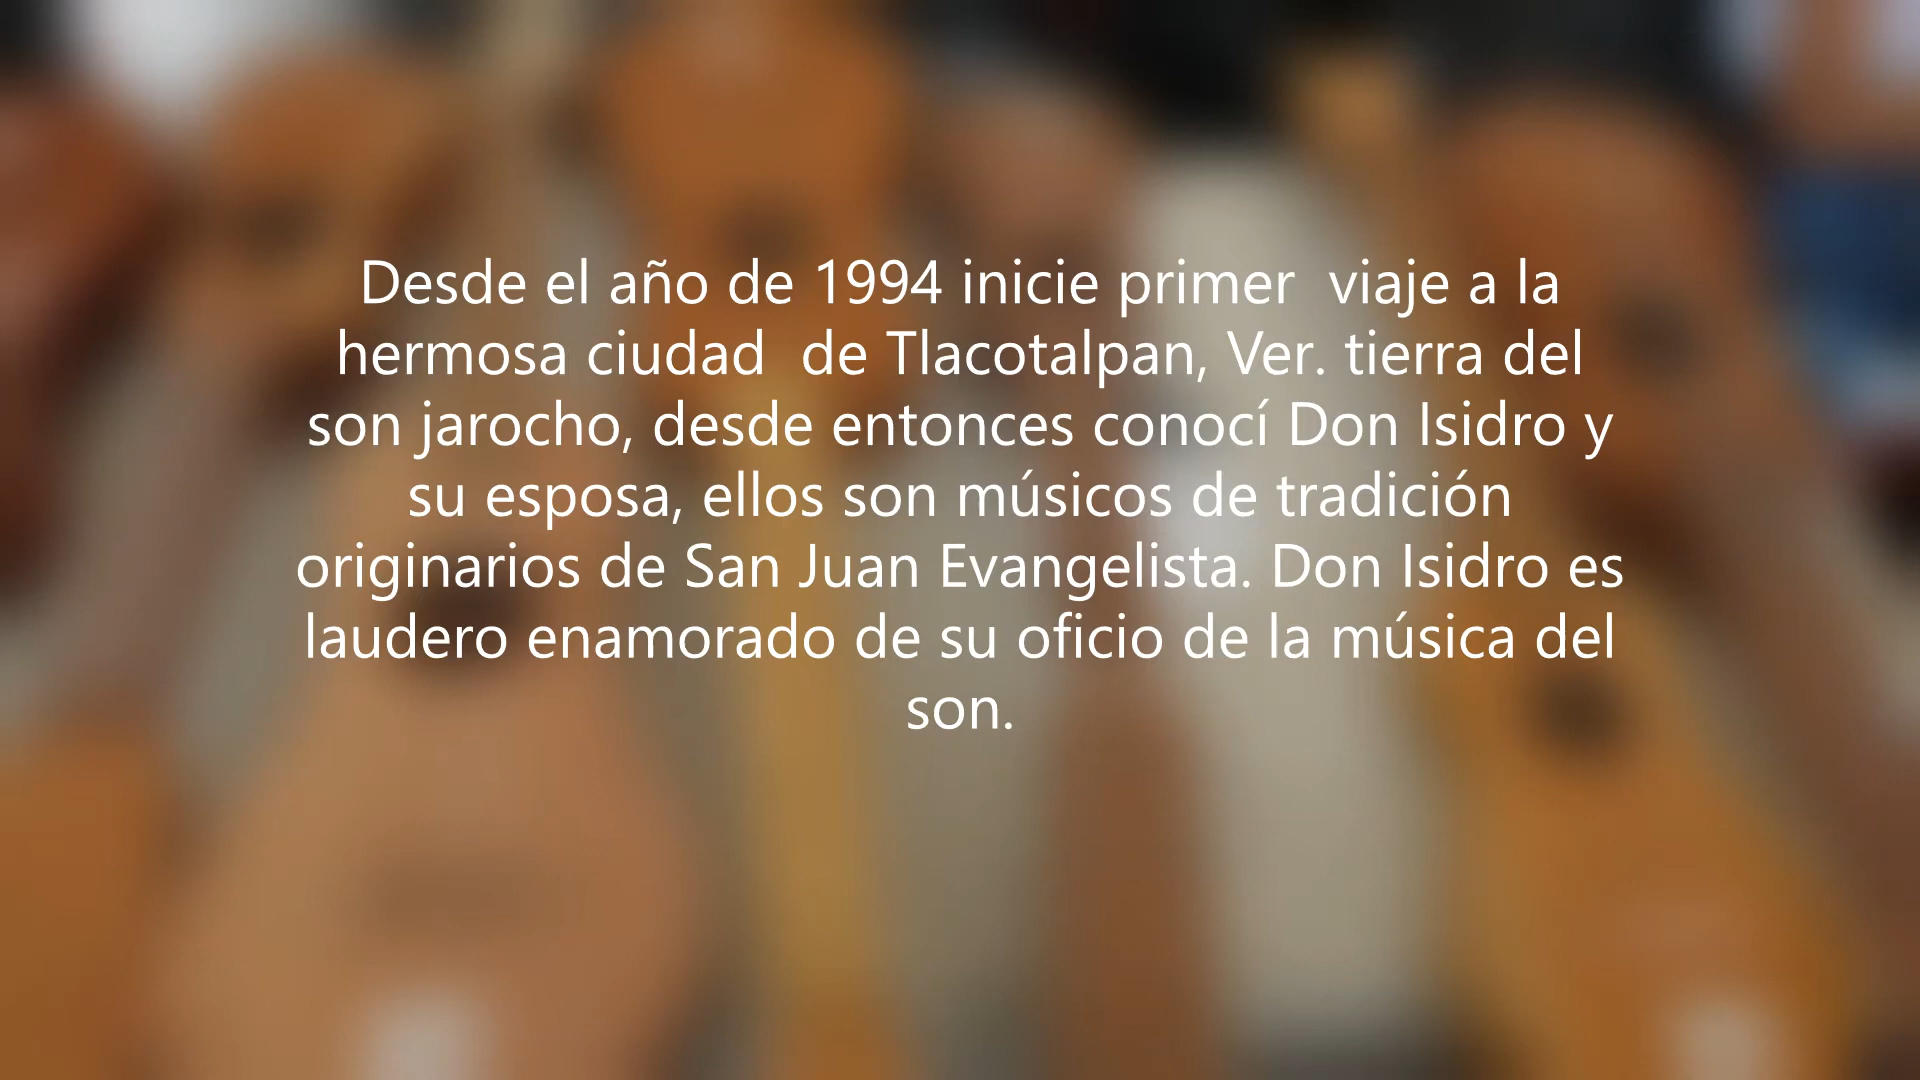 Desde el año de 1994 inicie primer  viaje a la
hermosa ciudad  de Tlacotalpan, Ver. tierra del
son jarocho, desde entonces conocí Don Isidro y
su esposa, ellos son músicos de tradición
originarios de San Juan Evangelista. Don Isidro es
laudero enamorado de su oficio de la música del
son.